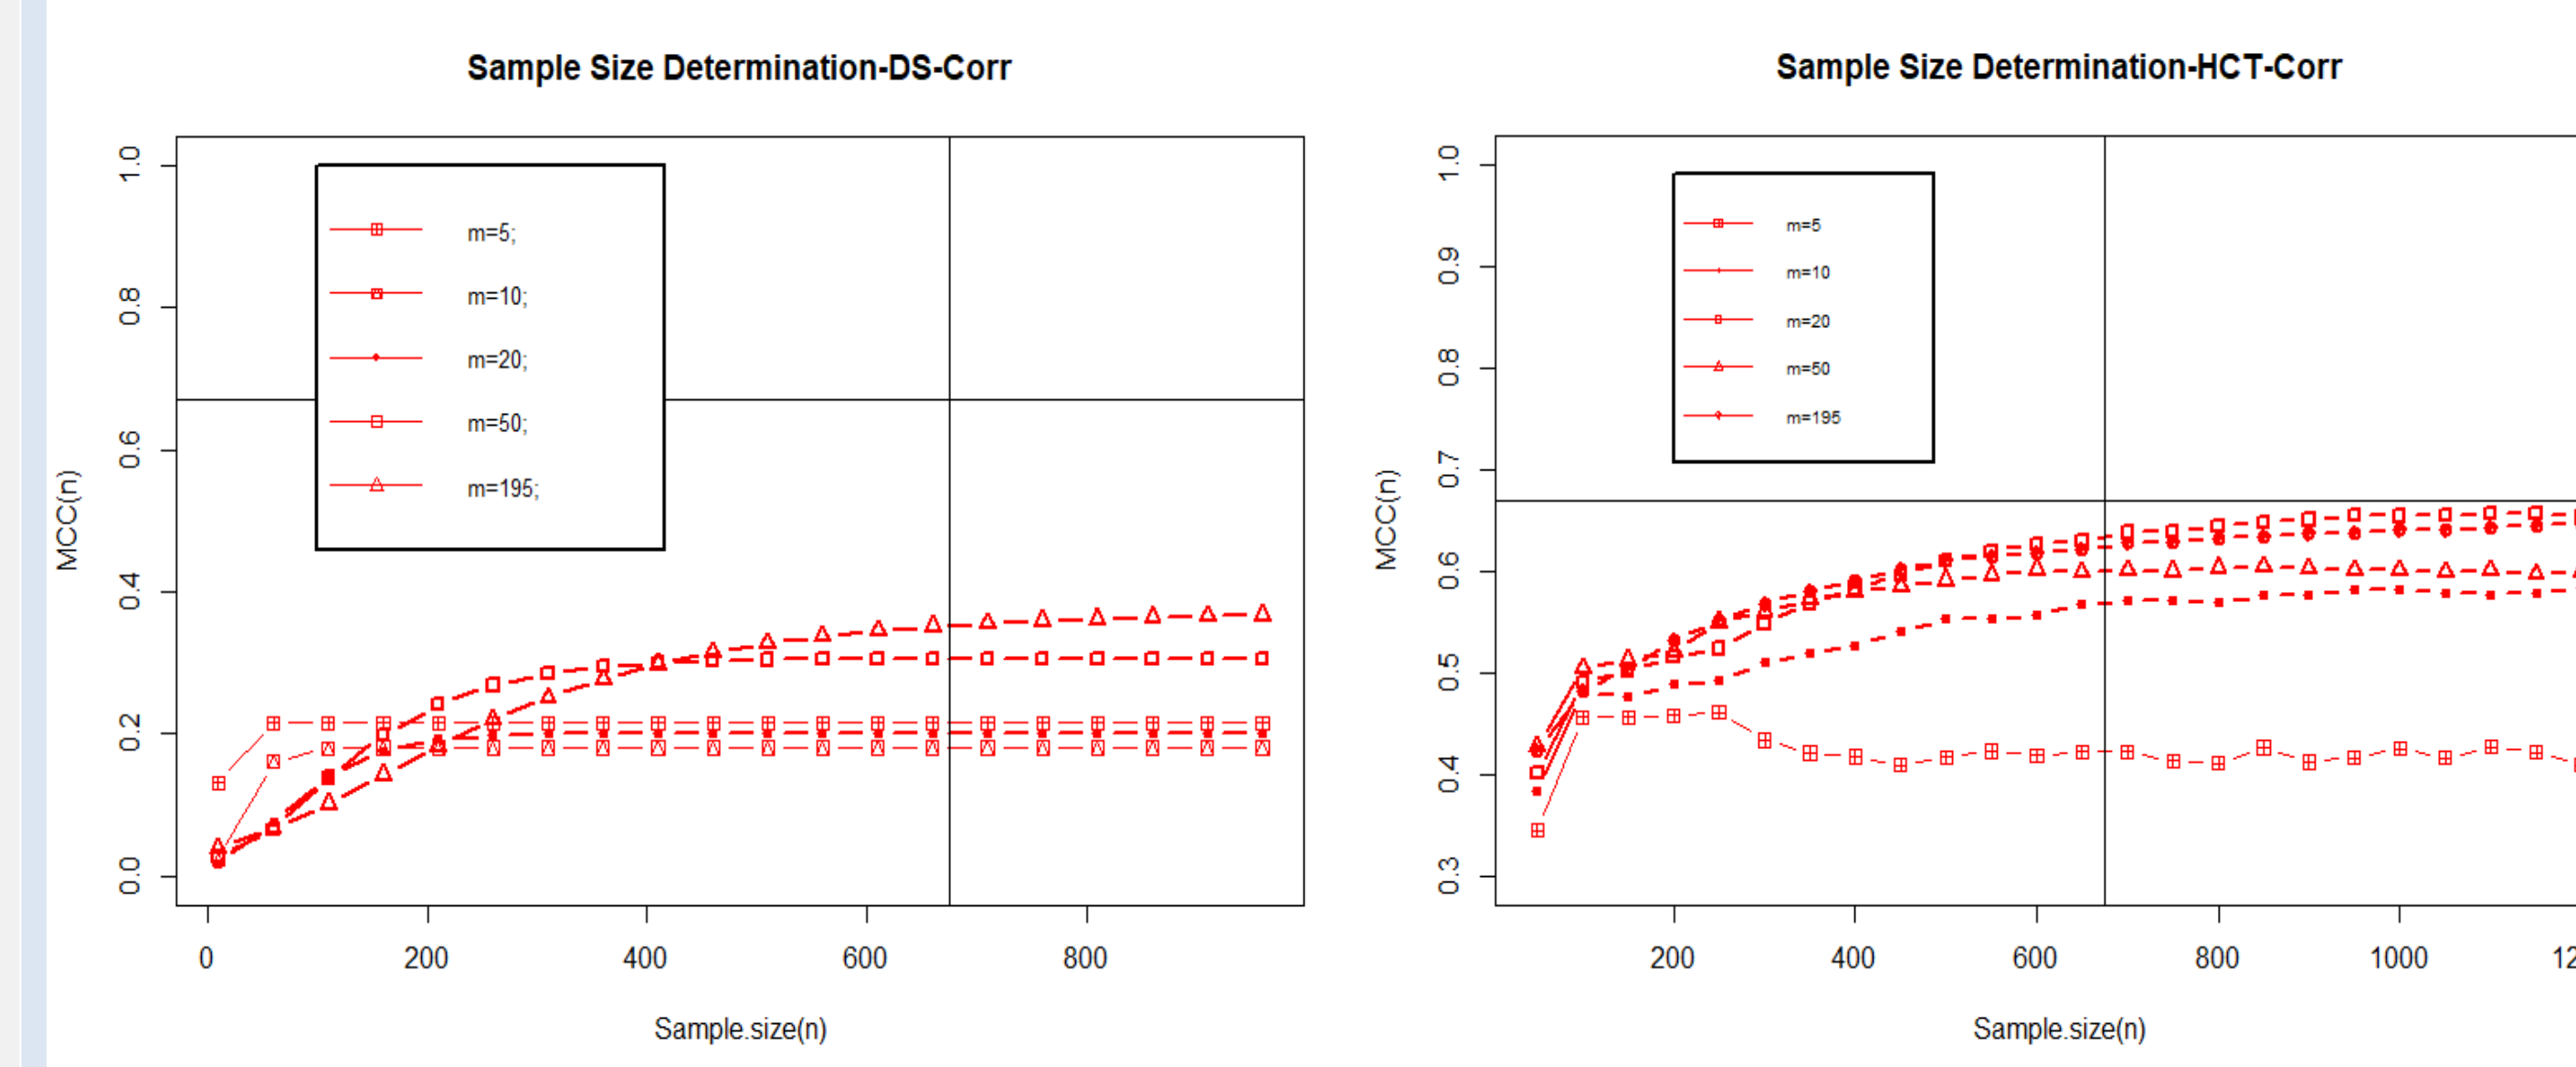 Sample Size Determination-DS-Corr
MCC(n)
1.0
0.8
0.6
0.4
0.2
0.0
m=5;
m=10;
m=20;
m=50;
m=195;
0 200 400 600 800
Sample.size(n)
Sample Size Determination-HCT-Corr
MCC(n)
1.0
0.9
0.8
0.7
0.6
0.5
0.4
0.3
m=5
m=10
m=20
m=50
m=195
200 400 600 800 1000
Sample.size(n)